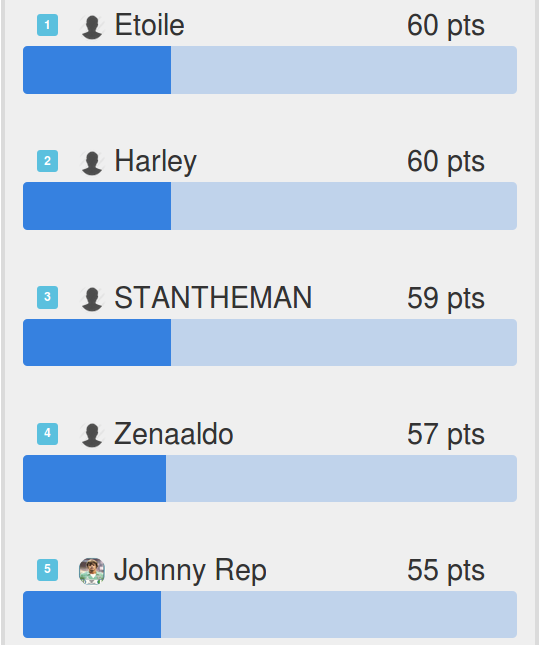 1 Etoile 60 pts
2 Harley 60 pts
3 STANTHEMAN 59 pts
4 Zenaaldo 57 pts
5 Johnny Rep 55 pts